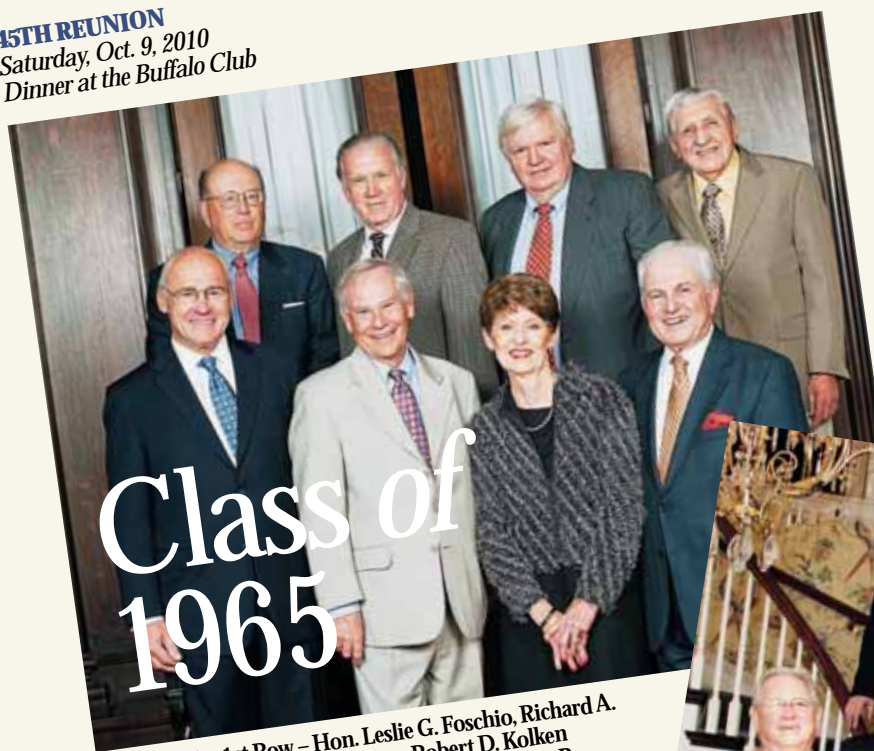 45TH REUNION
Saturday, Oct. 9, 2010
Dinner at the Buffalo Club
Class of
1965
Row – Hon. Leslie G. Foschio, Richard A.
Robert D. Kolken